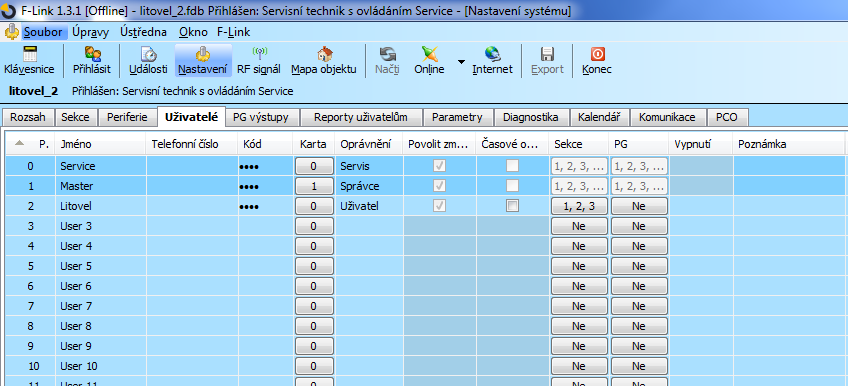 F-Link 1.3.1 [Offline] - litovel_2.fdb Přihlášen: Servisní technik s ovládáním Service - [Nastavení systému]
Soubor Úpravy Ústředna Okno F-Link
Klávesnice Přihlásit Události Nastavení RF signál Mapa objektu Načti Online Internet Export Konec
litovel_2 Přihlášen: Servisní technik s ovládáním Service
Rozsah Sekce Periferie Uživatelé PG výstupy Reporty uživatelům Parametry Diagnostika Kalendář Komunikace PCO
P. Jméno Telefonní číslo Kód Karta Oprávnění Povolit zm... Časové o... Sekce PG Vypnutí Poznámka
0 Service •••• 0 Servis 1, 2, 3, ... 1, 2, 3, ...
1 Master •••• 1 Správce 1, 2, 3, ... 1, 2, 3, ...
2 Litovel •••• 0 Uživatel 1, 2, 3 Ne
3 User 3 0 Ne Ne
4 User 4 0 Ne Ne
5 User 5 0 Ne Ne
6 User 6 0 Ne Ne
7 User 7 0 Ne Ne
8 User 8 0 Ne Ne
9 User 9 0 Ne Ne
10 User 10 0 Ne Ne
11 User 11